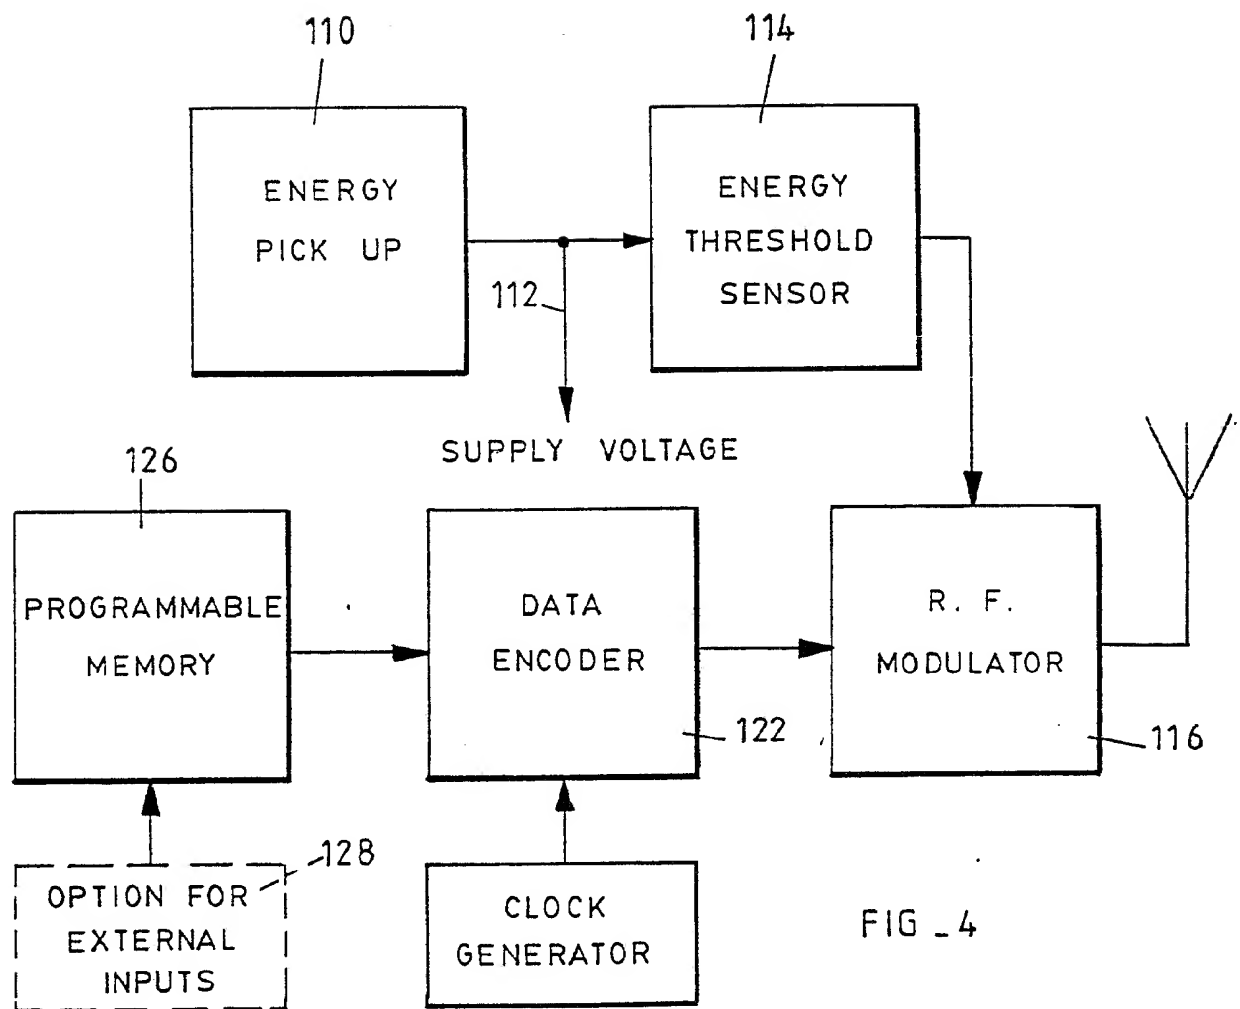 110
114
ENERGY
PICK UP
ENERGY
THRESHOLD
SENSOR
112
SUPPLY VOLTAGE
126
PROGRAMMABLE
MEMORY
DATA
ENCODER
R. F.
MODULATOR
122
116
128
OPTION FOR
EXTERNAL
INPUTS
CLOCK
GENERATOR
FIG _ 4